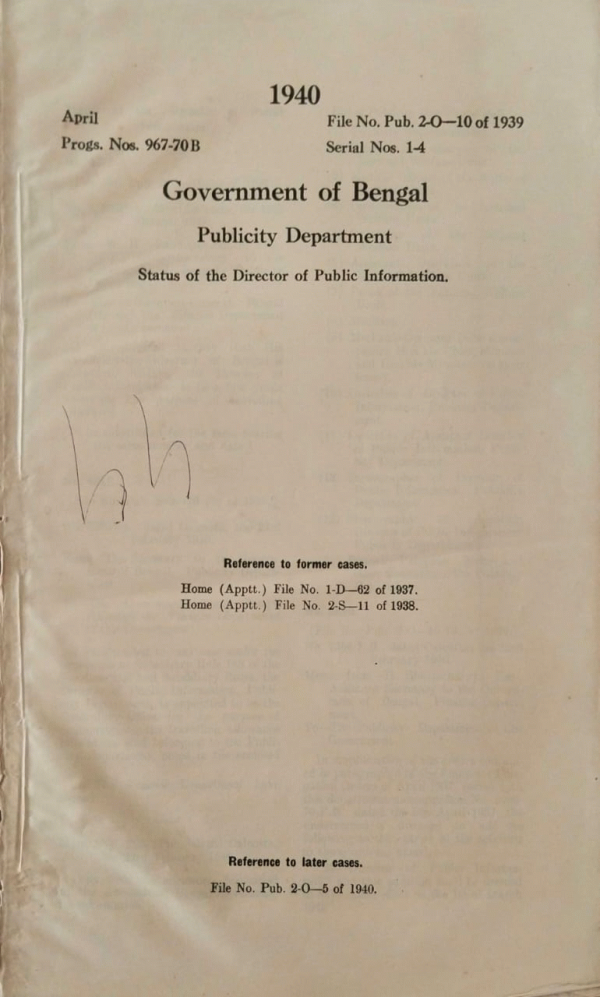 1940
April
File No. Pub. 2-O—10 of 1939
Progs. Nos. 967-70B
Serial Nos. 1-4
Government of Bengal
Publicity Department
Status of the Director of Public Information.
Reference to former cases.
Home (Apptt.) File No. 1-D—62 of 1937.
Home (Apptt.) File No. 2-S—11 of 1938.
Reference to later cases.
File No. Pub. 2-O—5 of 1940.